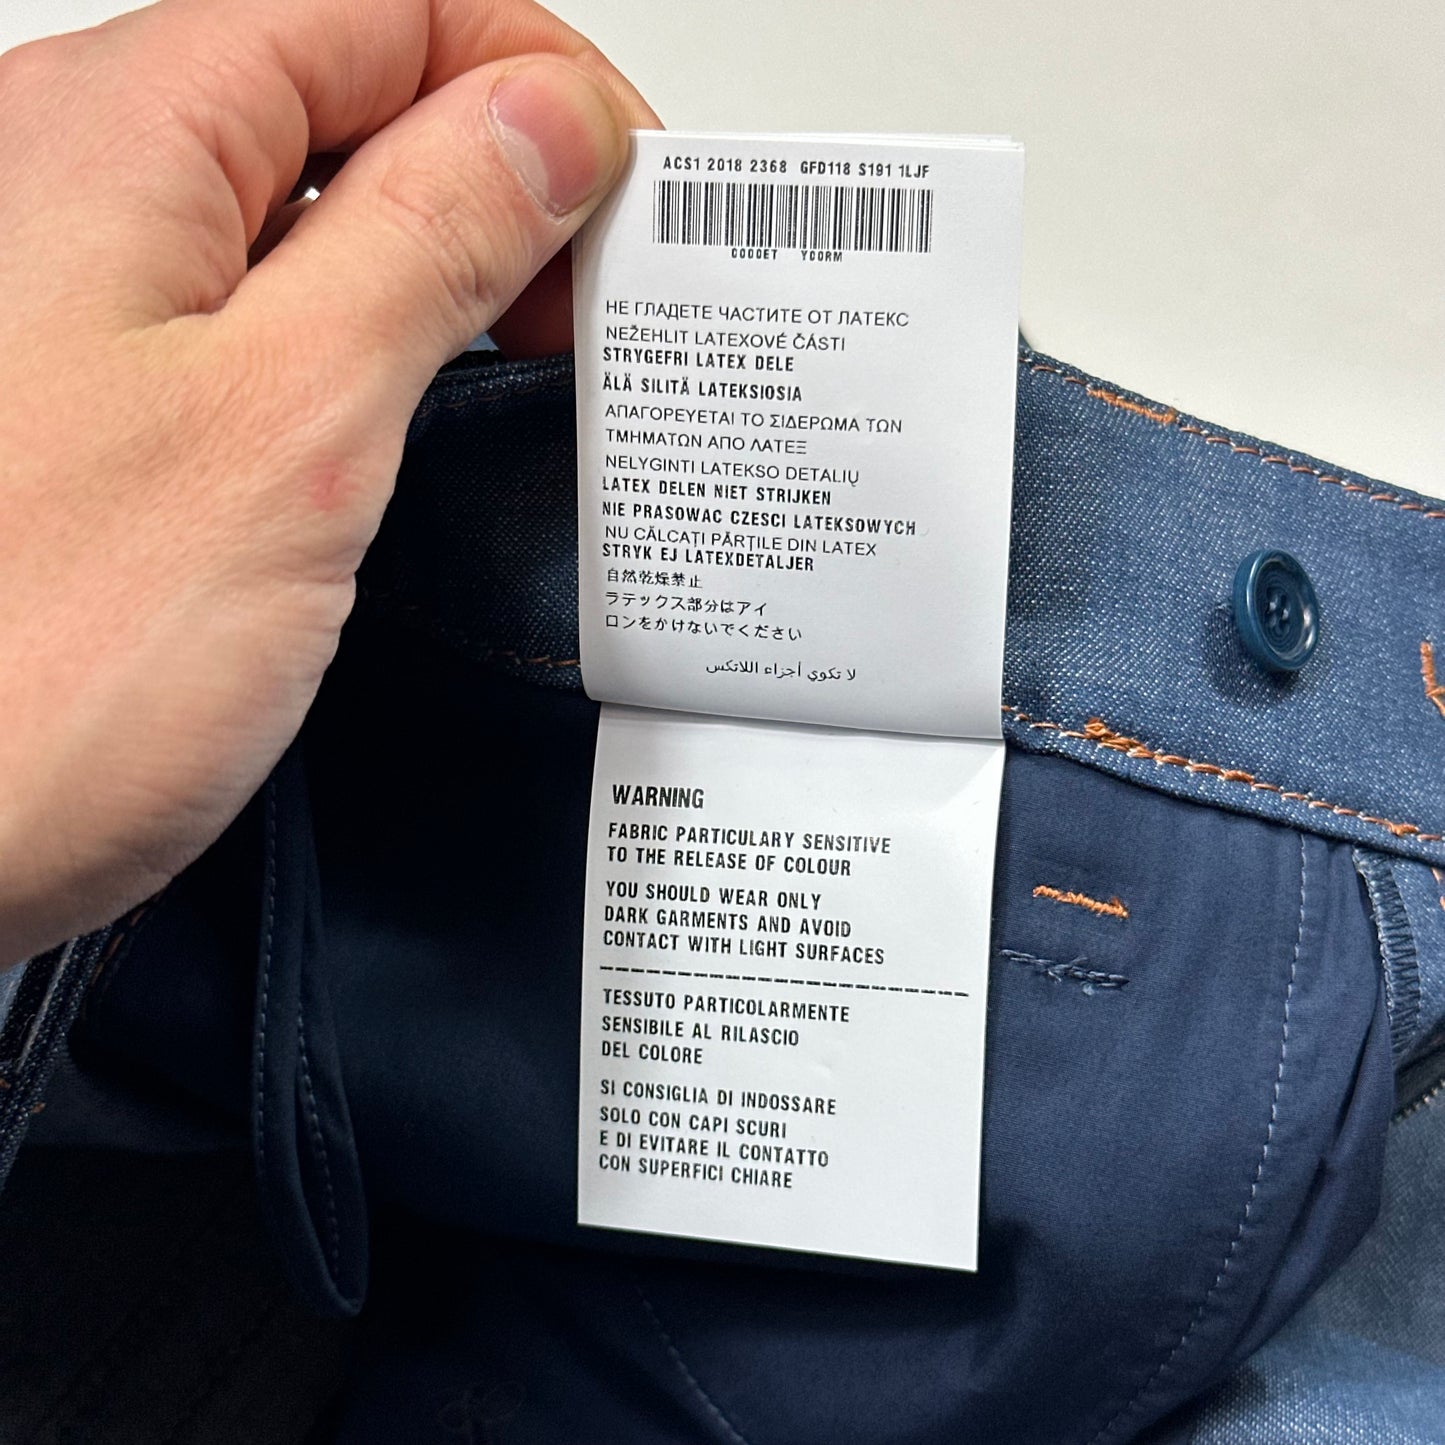 ACS1 2018 2368 GFD118 S191 1LJF
COOOET YCORM
НЕ ГЛАДЕТЕ ЧАСТИТЕ ОТ ЛАТЕКС
NEŽEHLIT LATEXOVÉ ČÁSTI
STRYGEFRI LATEX DELE
ÄLÄ SILITÄ LATEKSIOSIA
ΑΠΑΓΟΡΕΥΕΤΑΙ ΤΟ ΣΙΔΕΡΩΜΑ ΤΩΝ
ΤΜΗΜΑΤΩΝ ΑΠΟ ΛΑΤΕΞ
NELYGINTI LATEKSO DETALIŲ
LATEX DELEN NIET STRIJKEN
NIE PRASOWAC CZESCI LATEKSOWYCH
NU CĂLCAȚI PĂRȚILE DIN LATEX
STRYK EJ LATEXDETALJER
自然乾燥禁止
ラテックス部分はアイ
ロンをかけないでください
لا تكوي أجزاء اللاتكس
WARNING
FABRIC PARTICULARY SENSITIVE
TO THE RELEASE OF COLOUR
YOU SHOULD WEAR ONLY
DARK GARMENTS AND AVOID
CONTACT WITH LIGHT SURFACES
TESSUTO PARTICOLARMENTE
SENSIBILE AL RILASCIO
DEL COLORE
SI CONSIGLIA DI INDOSSARE
SOLO CON CAPI SCURI
E DI EVITARE IL CONTATTO
CON SUPERFICI CHIARE